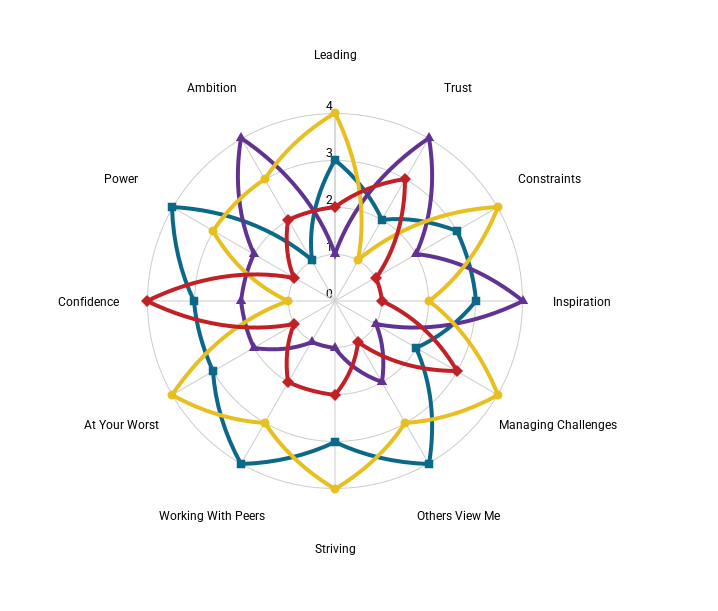 Leading
Ambition
Trust
4
Power
3
Constraints
2
1
Confidence
0
Inspiration
At Your Worst
Managing Challenges
Working With Peers
Others View Me
Striving